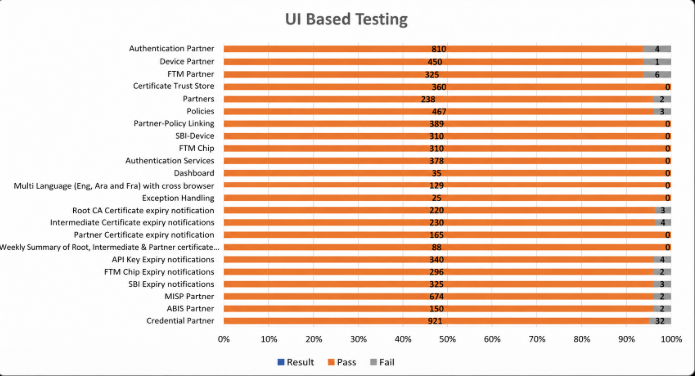 UI Based Testing
Authentication Partner 810 4
Device Partner 450 1
FTM Partner 325 6
Certificate Trust Store 360 0
Partners 238 2
Policies 467 3
Partner-Policy Linking 389 0
SBI-Device 310 0
FTM Chip 310 0
Authentication Services 378 0
Dashboard 35 0
Multi Language (Eng, Ara and Fra) with cross browser 129 0
Exception Handling 25 0
Root CA Certificate expiry notification 220 3
Intermediate Certificate expiry notifications 230 4
Partner Certificate expiry notification 165 0
Weekly Summary of Root, Intermediate & Partner certificate... 88 0
API Key Expiry notifications 340 4
FTM Chip Expiry notifications 296 2
SBI Expiry notifications 325 3
MISP Partner 674 2
ABIS Partner 150 2
Credential Partner 921 32
0% 10% 20% 30% 40% 50% 60% 70% 80% 90% 100%
Result Pass Fail